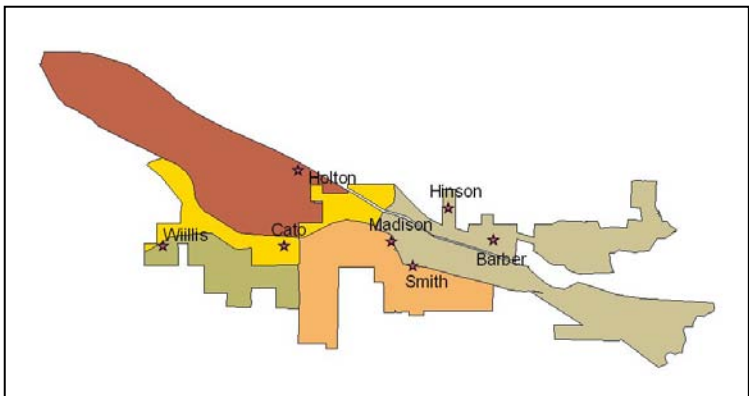 Holton
Hinson
Wiillis
Cato
Madison
Barber
Smith